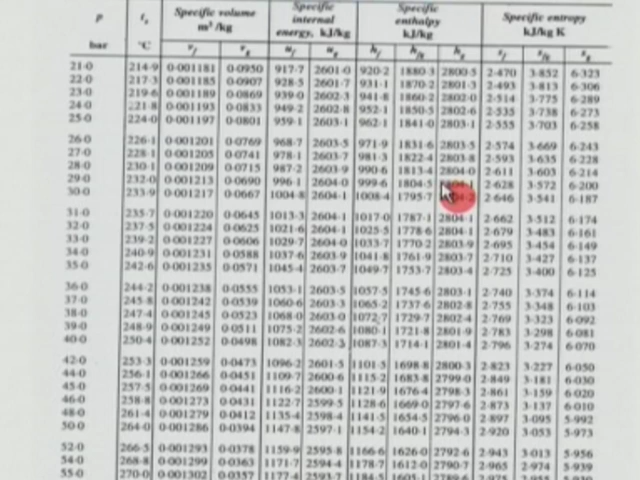 p tₛ Specific volume m³/kg Specific internal energy, kJ/kg Specific enthalpy kJ/kg Specific entropy kJ/kg K
bar °C v_f v_g u_f u_g h_f h_fg h_g s_f s_fg s_g
21·0 214·9 0·001181 0·0950 917·7 2601·0 920·2 1880·3 2800·5 2·470 3·852 6·323
22·0 217·3 0·001185 0·0907 928·5 2601·7 931·1 1870·2 2801·3 2·493 3·813 6·306
23·0 219·6 0·001189 0·0869 939·0 2602·3 941·8 1860·2 2802·0 2·514 3·775 6·289
24·0 221·8 0·001193 0·0833 949·2 2602·8 952·1 1850·5 2802·6 2·535 3·738 6·273
25·0 224·0 0·001197 0·0801 959·1 2603·1 962·1 1841·0 2803·1 2·555 3·703 6·258
26·0 226·1 0·001201 0·0769 968·7 2603·5 971·9 1831·6 2803·5 2·574 3·669 6·243
27·0 228·1 0·001205 0·0741 978·1 2603·7 981·3 1822·4 2803·8 2·593 3·635 6·228
28·0 230·1 0·001209 0·0715 987·2 2603·9 990·6 1813·4 2804·0 2·611 3·603 6·214
29·0 232·0 0·001213 0·0690 996·1 2604·0 999·6 1804·5 2·628 3·572 6·200
30·0 233·9 0·001217 0·0667 1004·8 2604·1 1008·4 1795·7 2·646 3·541 6·187
31·0 235·7 0·001220 0·0645 1013·3 2604·1 1017·0 1787·1 2804·1 2·662 3·512 6·174
32·0 237·5 0·001224 0·0625 1021·6 2604·1 1025·5 1778·6 2804·1 2·679 3·483 6·161
33·0 239·2 0·001227 0·0606 1029·7 2604·0 1033·7 1770·2 2803·9 2·695 3·454 6·149
34·0 240·9 0·001231 0·0588 1037·6 2603·9 1041·8 1761·9 2803·7 2·710 3·427 6·137
35·0 242·6 0·001235 0·0571 1045·4 2603·7 1049·7 1753·7 2803·4 2·725 3·400 6·125
36·0 244·2 0·001238 0·0555 1053·1 2603·5 1057·5 1745·6 2803·1 2·740 3·374 6·114
37·0 245·8 0·001242 0·0539 1060·6 2603·3 1065·2 1737·6 2802·8 2·755 3·348 6·103
38·0 247·4 0·001245 0·0523 1068·0 2603·0 1072·7 1729·7 2802·4 2·769 3·323 6·092
39·0 248·9 0·001249 0·0511 1075·2 2602·6 1080·1 1721·8 2801·9 2·783 3·298 6·081
40·0 250·4 0·001252 0·0498 1082·3 2602·3 1087·3 1714·1 2801·4 2·796 3·274 6·070
42·0 253·3 0·001259 0·0473 1096·2 2601·5 1101·5 1698·8 2800·3 2·823 3·227 6·050
44·0 256·1 0·001266 0·0451 1109·7 2600·6 1115·2 1683·8 2799·0 2·849 3·181 6·030
45·0 257·5 0·001269 0·0441 1116·2 2600·1 1121·9 1676·4 2798·3 2·861 3·159 6·020
46·0 258·8 0·001273 0·0431 1122·7 2599·5 1128·6 1669·0 2797·6 2·873 3·137 6·010
48·0 261·4 0·001279 0·0412 1135·4 2598·4 1141·5 1654·5 2796·0 2·897 3·095 5·992
50·0 264·0 0·001286 0·0394 1147·8 2597·1 1154·2 1640·1 2794·3 2·920 3·053 5·973
52·0 266·5 0·001293 0·0378 1159·9 2595·8 1166·6 1626·0 2792·6 2·943 3·013 5·956
54·0 268·8 0·001299 0·0363 1171·7 2594·4 1178·7 1612·0 2790·7 2·965 2·974 5·939
55·0 270·0 0·001302 0·0357 1177·4 2593·7 1184·5 1605·1 2789·6